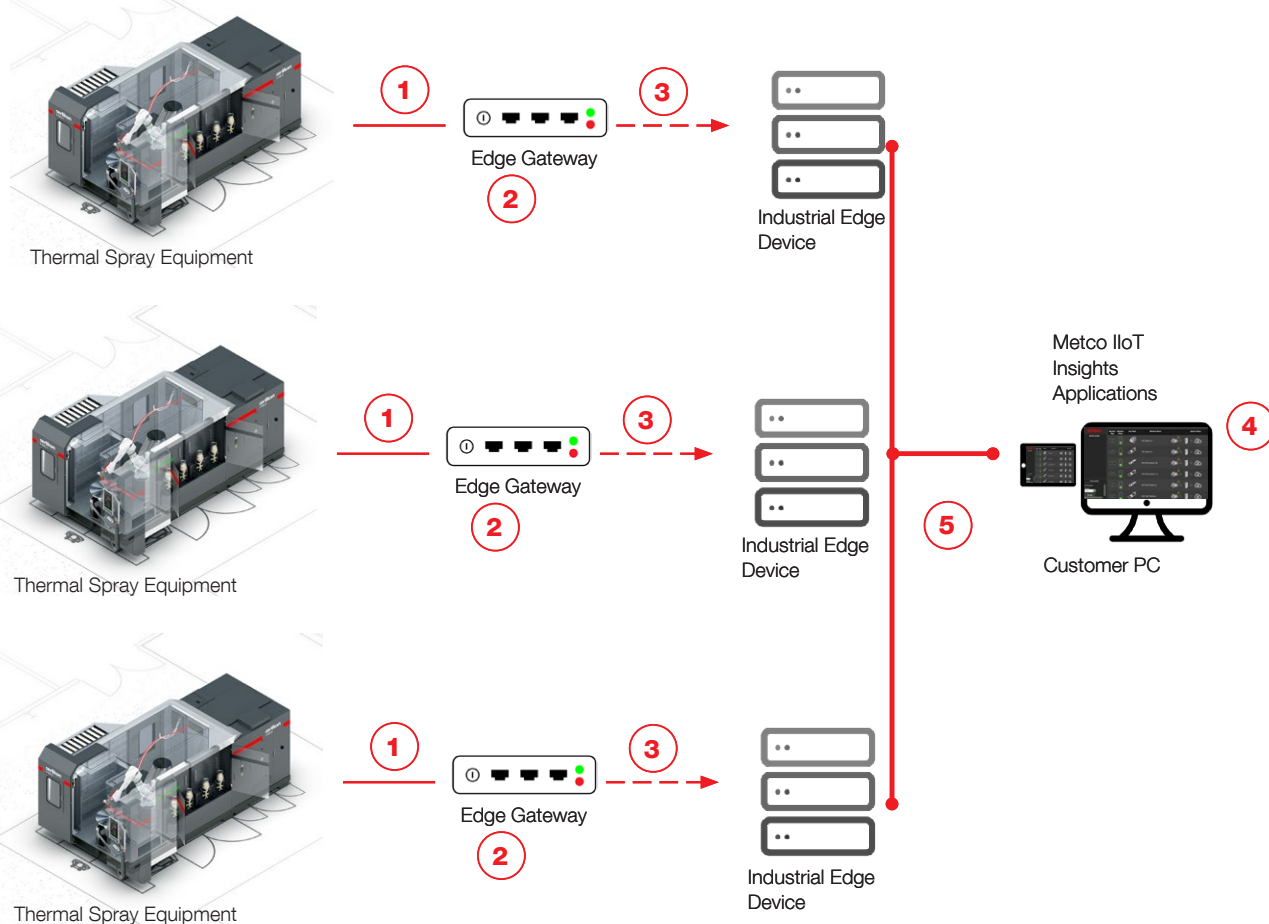 1
3
Edge Gateway
2
Industrial Edge
Device
Thermal Spray Equipment
Metco IIoT
Insights
Applications
1
3
4
Edge Gateway
2
5
Industrial Edge
Device
Customer PC
Thermal Spray Equipment
1
3
Edge Gateway
2
Industrial Edge
Device
Thermal Spray Equipment